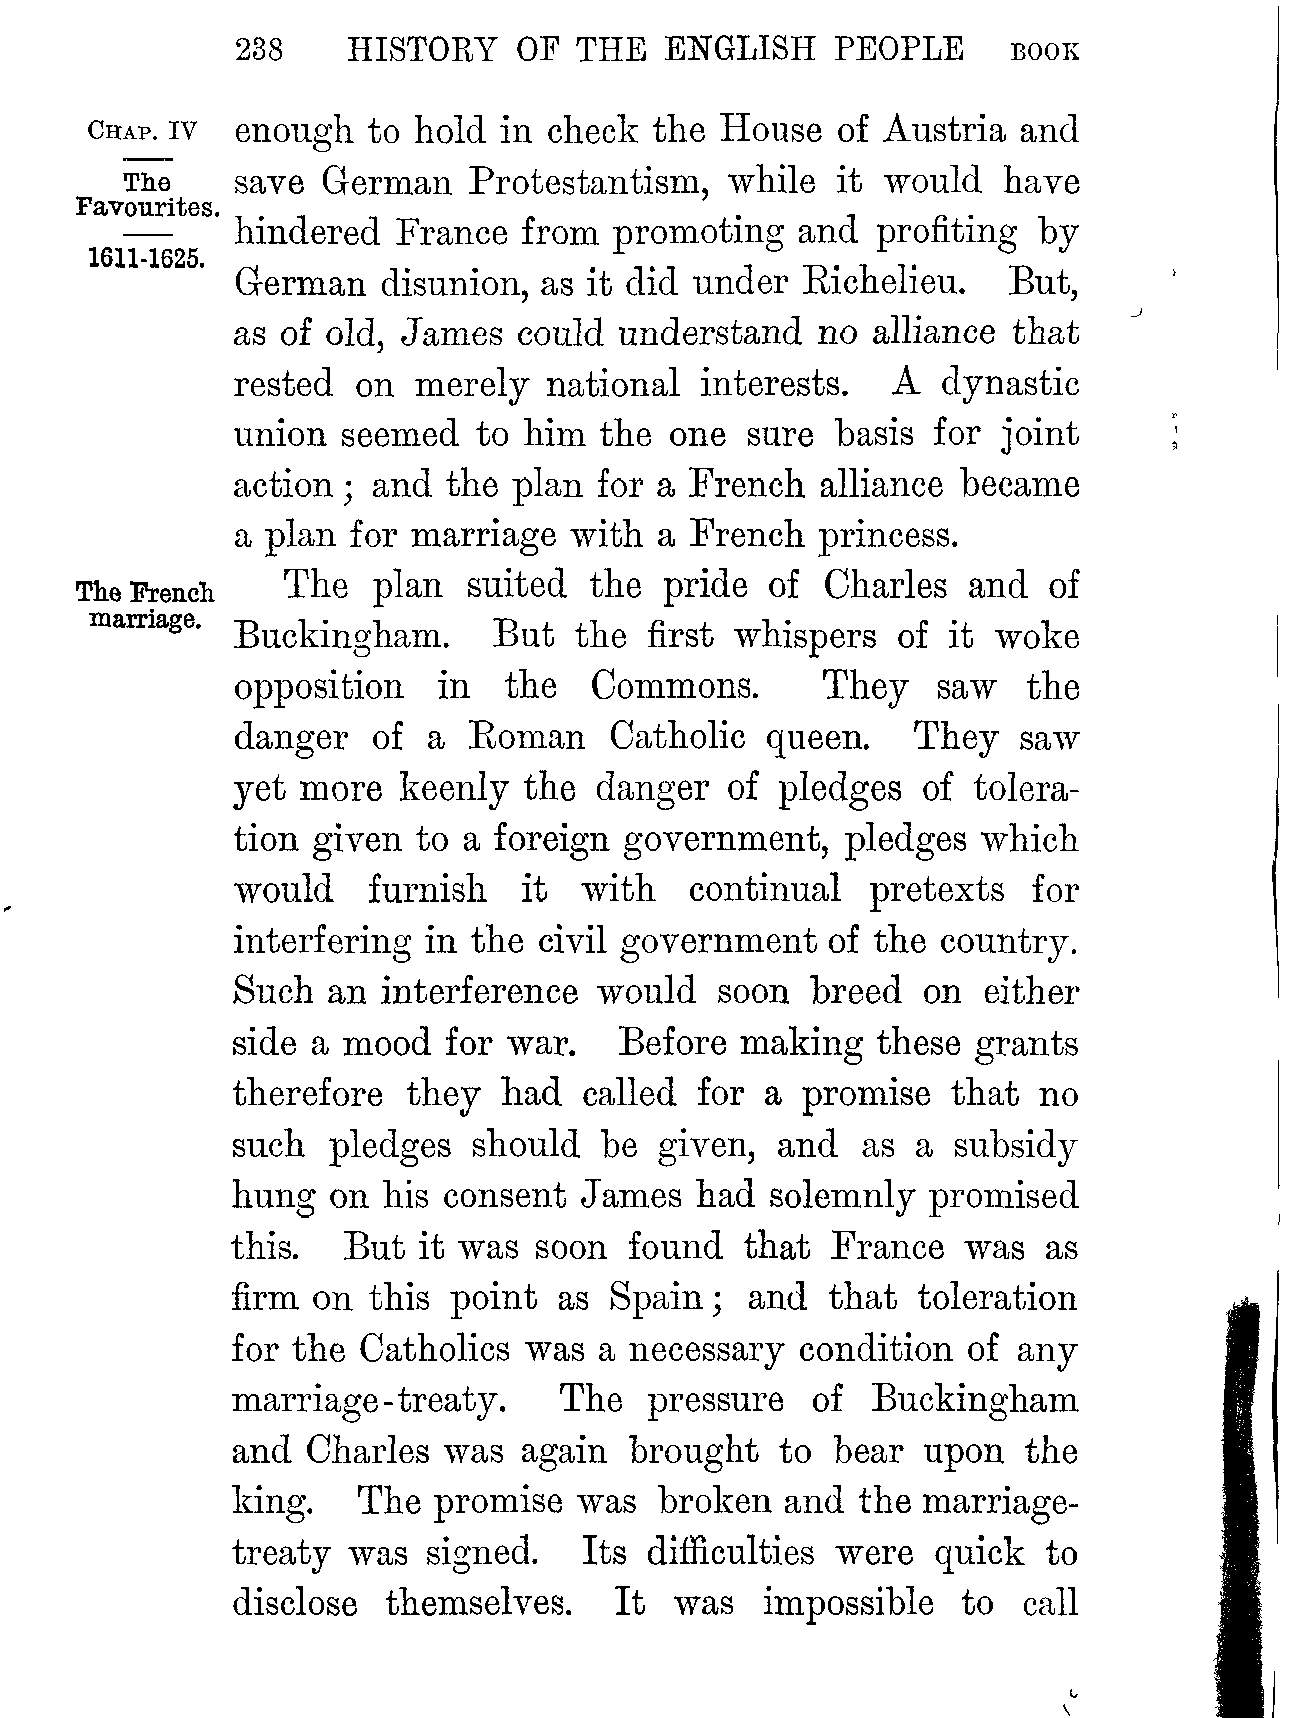 238 HISTORY OF THE ENGLISH PEOPLE BOOK
CHAP. IV
The
Favourites.
1611-1625.
enough to hold in check the House of Austria and
save German Protestantism, while it would have
hindered France from promoting and profiting by
German disunion, as it did under Richelieu. But,
as of old, James could understand no alliance that
rested on merely national interests. A dynastic
union seemed to him the one sure basis for joint
action; and the plan for a French alliance became
a plan for marriage with a French princess.
The French
marriage.
The plan suited the pride of Charles and of
Buckingham. But the first whispers of it woke
opposition in the Commons. They saw the
danger of a Roman Catholic queen. They saw
yet more keenly the danger of pledges of tolera-
tion given to a foreign government, pledges which
would furnish it with continual pretexts for
interfering in the civil government of the country.
Such an interference would soon breed on either
side a mood for war. Before making these grants
therefore they had called for a promise that no
such pledges should be given, and as a subsidy
hung on his consent James had solemnly promised
this. But it was soon found that France was as
firm on this point as Spain; and that toleration
for the Catholics was a necessary condition of any
marriage-treaty. The pressure of Buckingham
and Charles was again brought to bear upon the
king. The promise was broken and the marriage-
treaty was signed. Its difficulties were quick to
disclose themselves. It was impossible to call